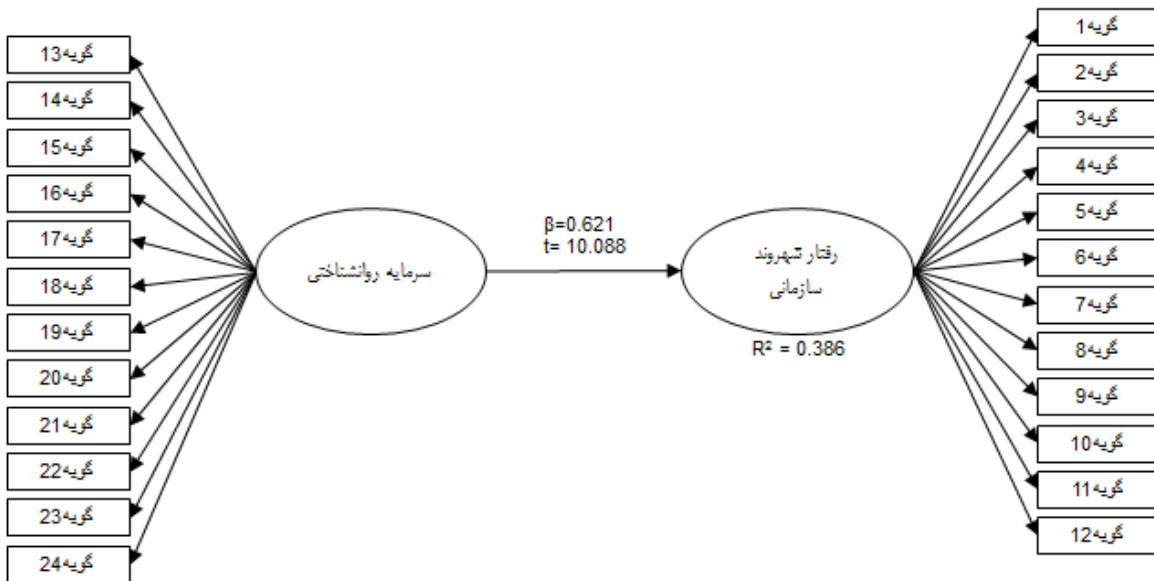 گویه1
گویه2
گویه3
گویه4
گویه5
گویه6
گویه7
گویه8
گویه9
گویه10
گویه11
گویه12
رفتار شهروند
سازمانی
R² = 0.386
β=0.621
t= 10.088
سرمایه روانشناختی
گویه13
گویه14
گویه15
گویه16
گویه17
گویه18
گویه19
گویه20
گویه21
گویه22
گویه23
گویه24